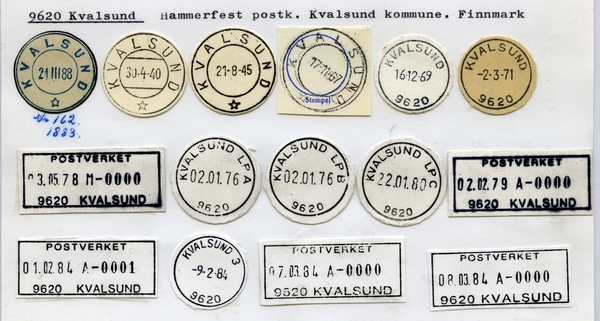 9620 Kvalsund   Hammerfest postk. Kvalsund kommune. Finnmark
KVALSUND
21 III 88
KVALSUND
30-4-40
KVALSUND
21-8-45
KVALSUND
17-11-67
Stempel
KVALSUND
16·12·69
9620
KVALSUND
-2-3-71
9620
No 162.
1883.
POSTVERKET
03.05.78 M-0000
9620 KVALSUND
KVALSUND LPA
02.01.76
9620
KVALSUND LPB
02.01.76
9620
KVALSUND LPC
22.01.80
9620
POSTVERKET
02.02.79 A-0000
9620 KVALSUND
POSTVERKET
01.02.84 A-0001
9620 KVALSUND
KVALSUND 3
-9-2-84
9620
POSTVERKET
07.03.84 A-0000
9620 KVALSUND
POSTVERKET
08.03.84 A-0000
9620 KVALSUND